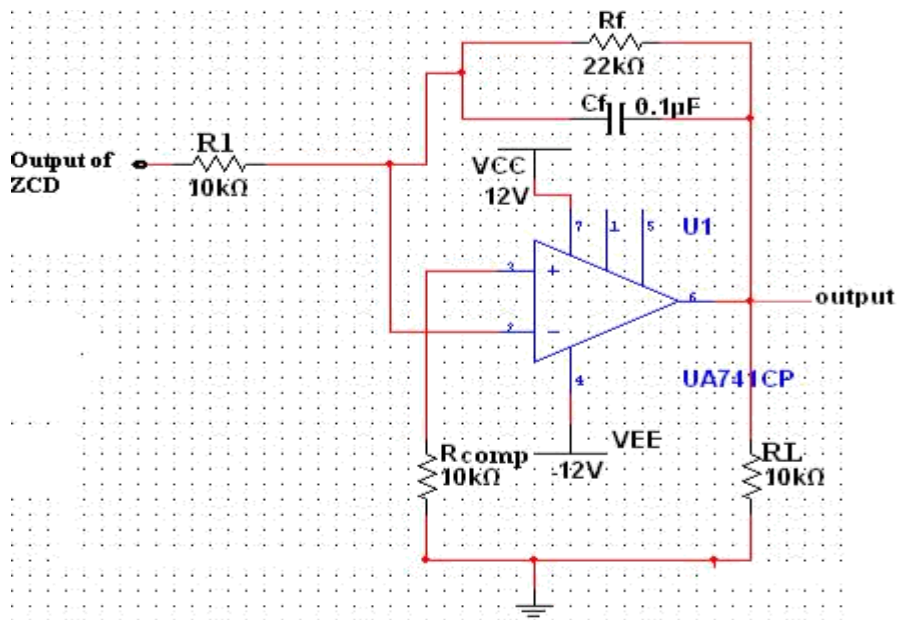 Rf
22kΩ
Cf 0.1µF
R1
Output of
ZCD
10kΩ
VCC
12V
7 1 5 U1
3 +
6 output
2 −
4 UA741CP
VEE
Rcomp
10kΩ
-12V
RL
10kΩ